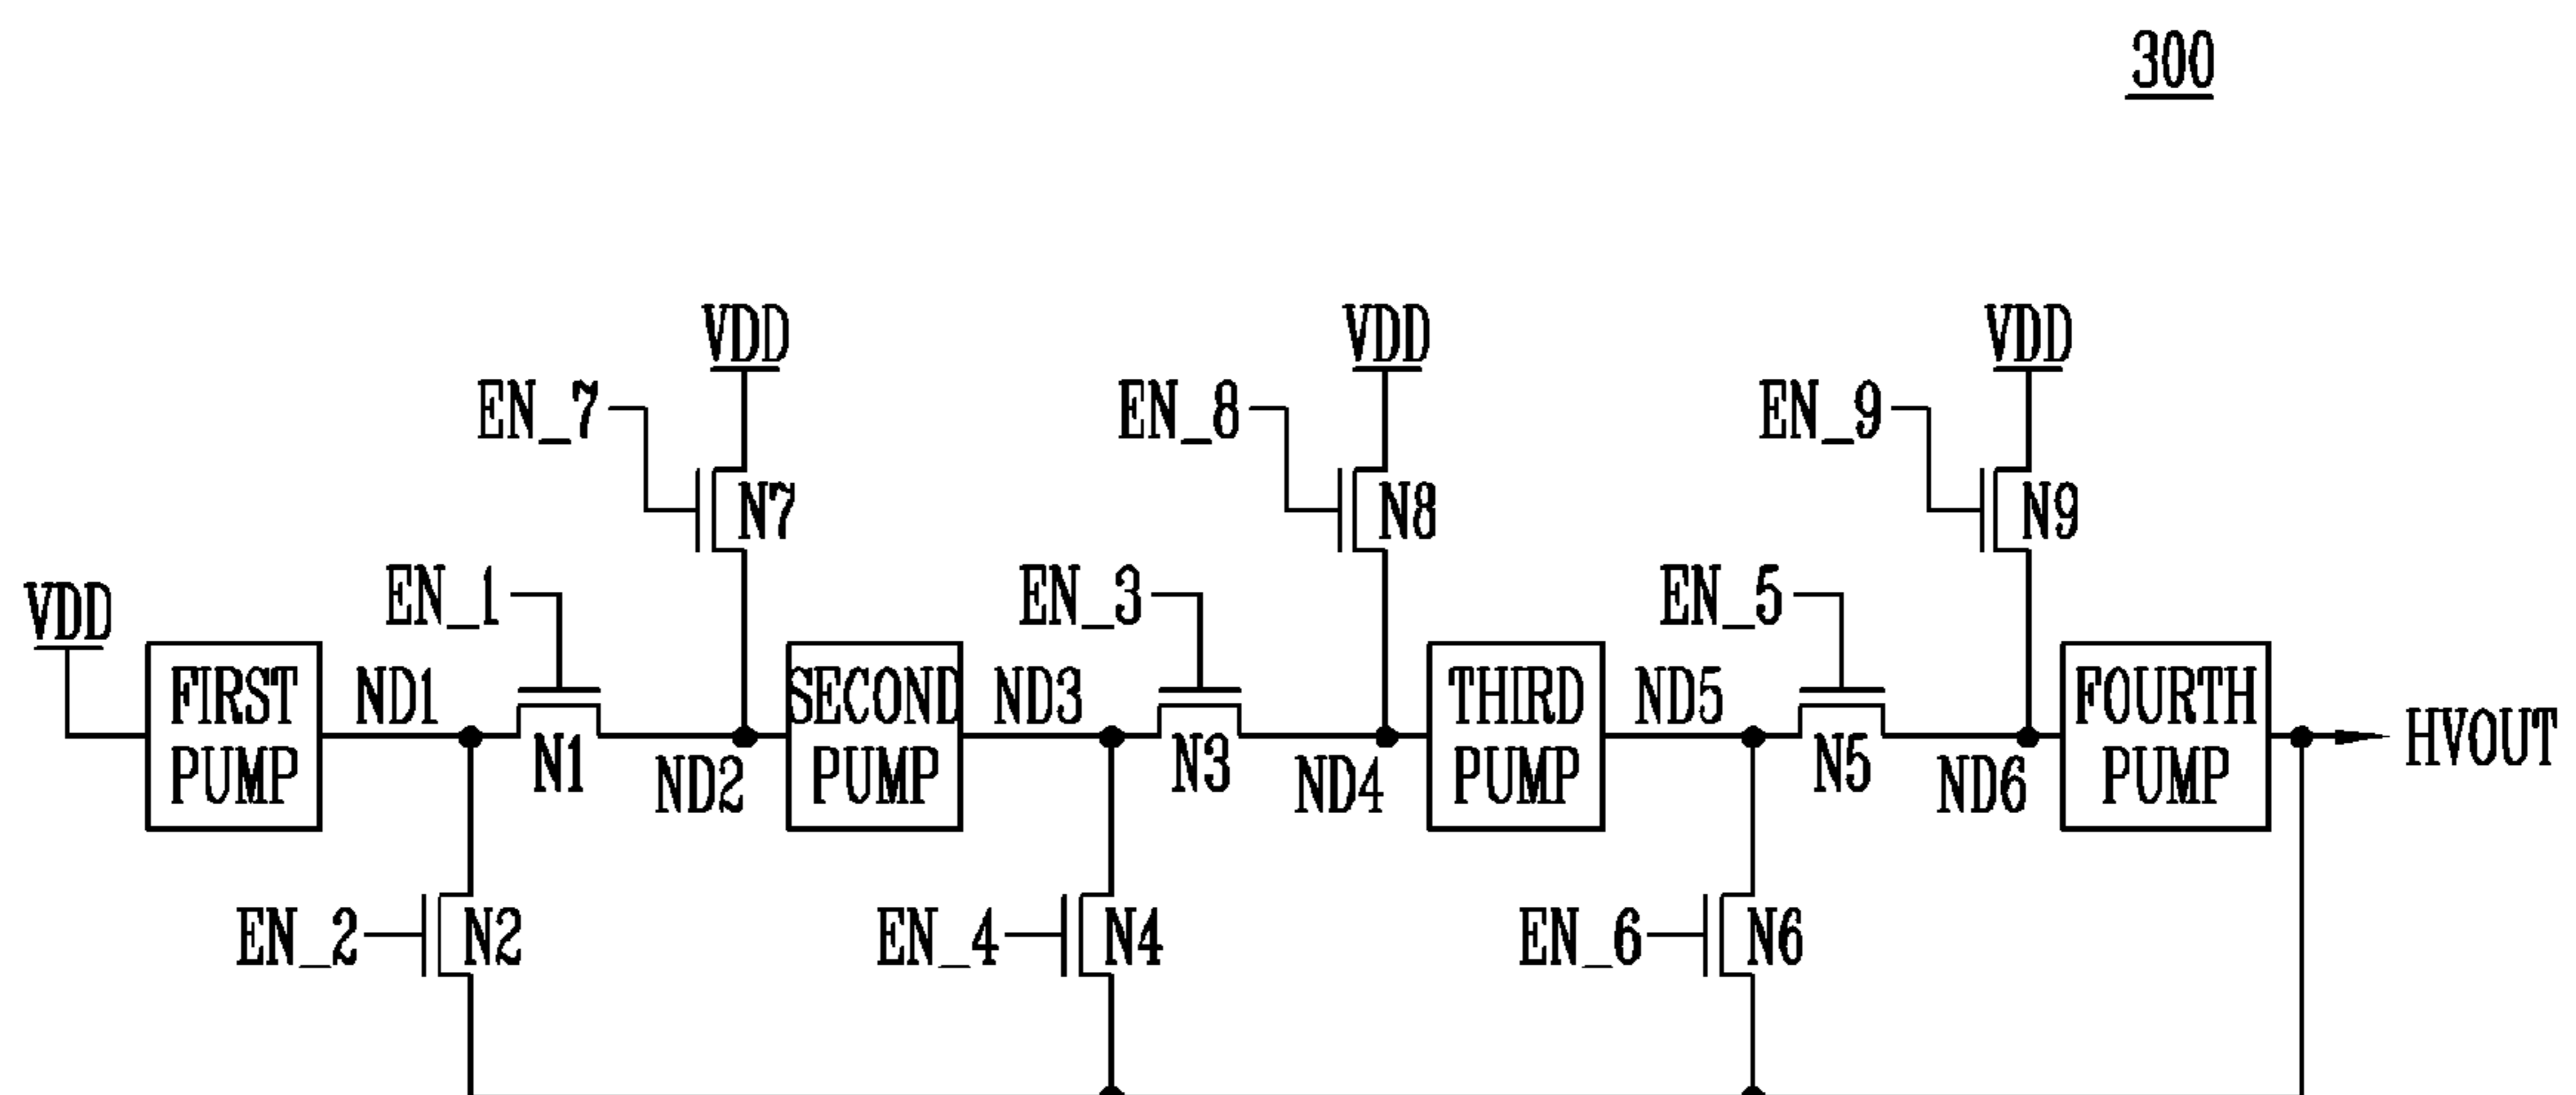 300
VDD
VDD
VDD
EN_7
EN_8
EN_9
N7
N8
N9
VDD
EN_1
EN_3
EN_5
FIRST
PUMP
ND1
N1
ND2
SECOND
PUMP
ND3
N3
ND4
THIRD
PUMP
ND5
N5
ND6
FOURTH
PUMP
HVOUT
EN_2
N2
EN_4
N4
EN_6
N6